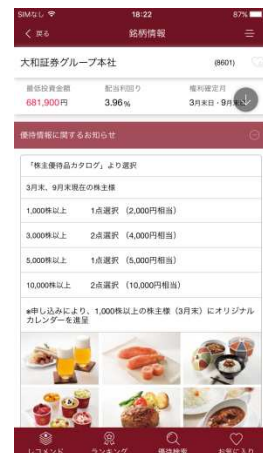 SIMなし 18:22 87%
戻る 銘柄情報
大和証券グループ本社 (8601)
最低投資金額 配当利回り 権利確定月
681,900円 3.96% 3月末日・9月
優待情報に関するお知らせ
「株主優待品カタログ」より選択
3月末、9月末現在の株主様
1,000株以上 1点選択 (2,000円相当)
3,000株以上 2点選択 (4,000円相当)
5,000株以上 1点選択 (5,000円相当)
10,000株以上 2点選択 (10,000円相当)
※申し込みにより、1,000株以上の株主様（3月末）にオリジナル
カレンダーを進呈
レコメンド ランキング 優待検索 お気に入り